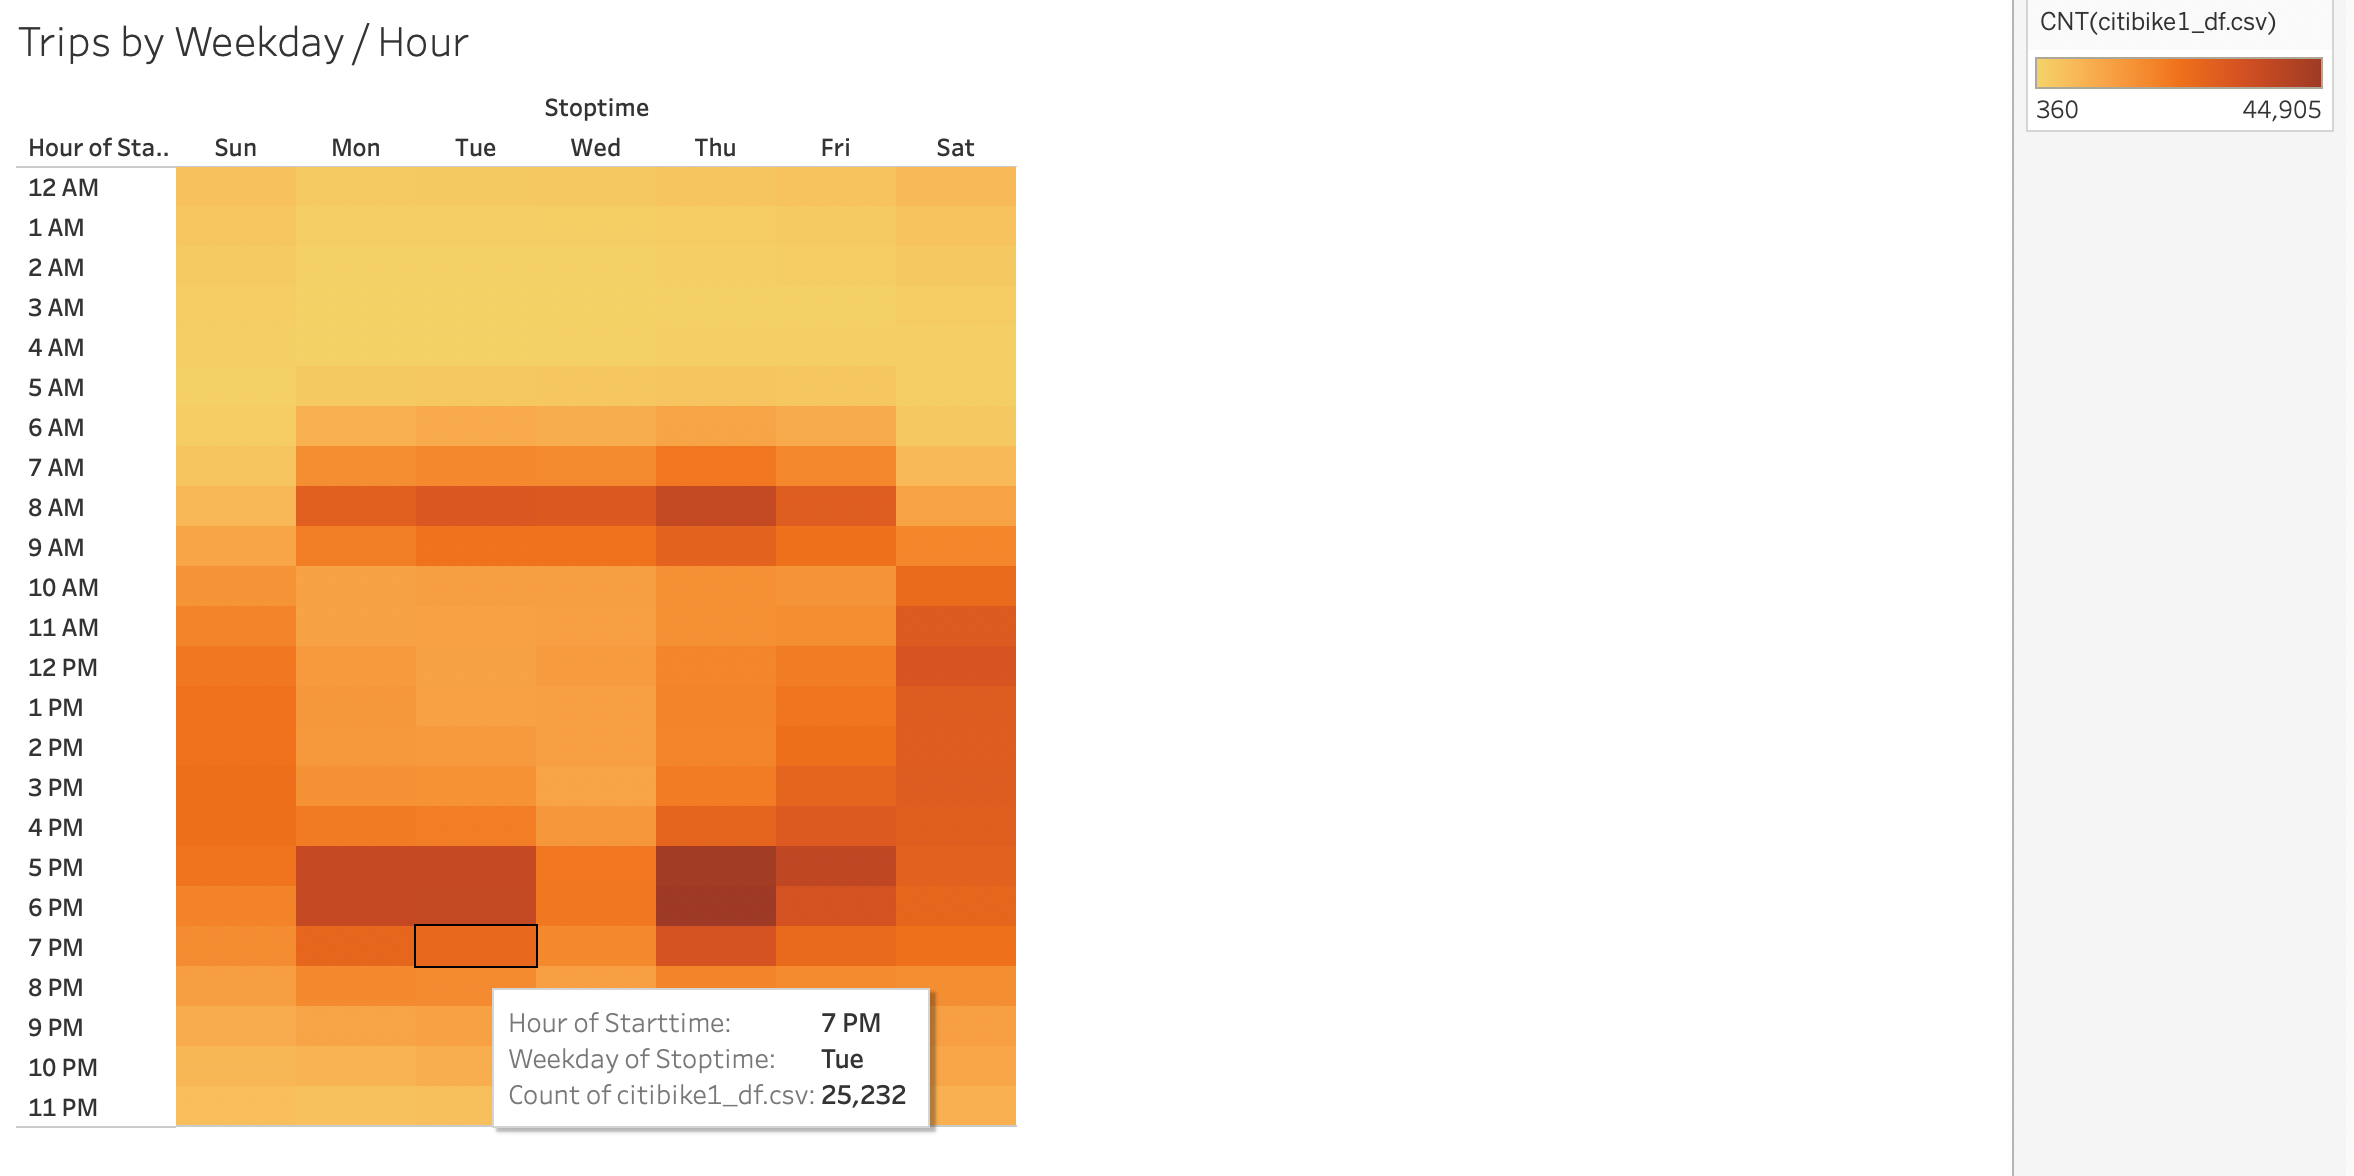 Trips by Weekday / Hour
CNT(citibike1_df.csv)
360 44,905
Stoptime
Hour of Sta.. Sun Mon Tue Wed Thu Fri Sat
12 AM
1 AM
2 AM
3 AM
4 AM
5 AM
6 AM
7 AM
8 AM
9 AM
10 AM
11 AM
12 PM
1 PM
2 PM
3 PM
4 PM
5 PM
6 PM
7 PM
8 PM
9 PM
10 PM
11 PM
Hour of Starttime: 7 PM
Weekday of Stoptime: Tue
Count of citibike1_df.csv: 25,232